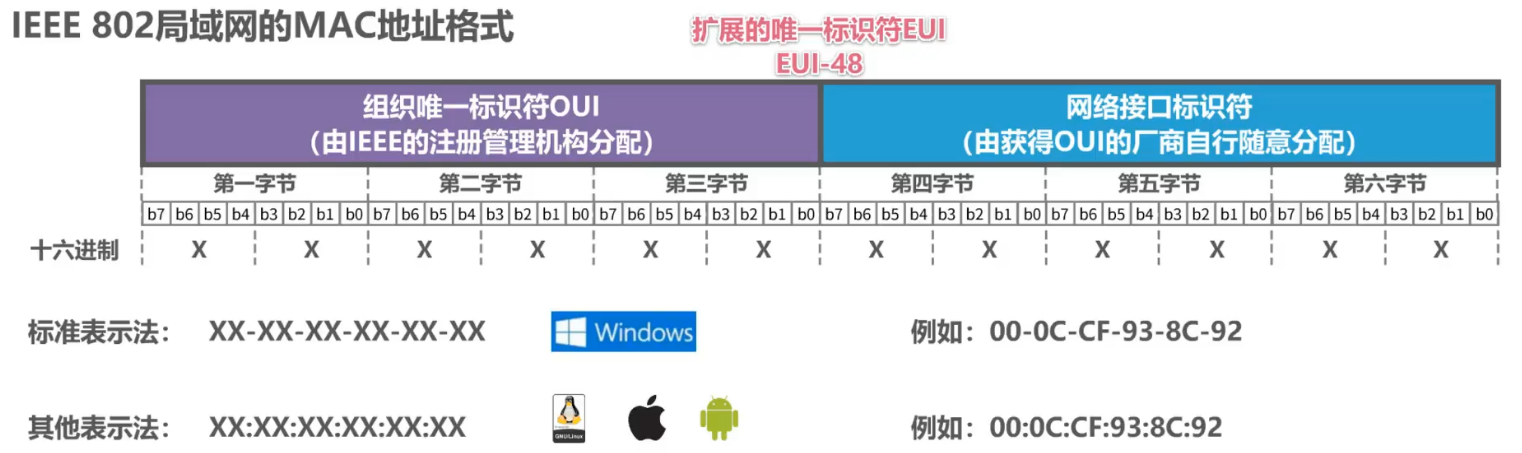 IEEE 802局域网的MAC地址格式
扩展的唯一标识符EUI
EUI-48
组织唯一标识符OUI 网络接口标识符
（由IEEE的注册管理机构分配） （由获得OUI的厂商自行随意分配）
第一字节 第二字节 第三字节 第四字节 第五字节 第六字节
b7 b6 b5 b4 b3 b2 b1 b0 b7 b6 b5 b4 b3 b2 b1 b0 b7 b6 b5 b4 b3 b2 b1 b0 b7 b6 b5 b4 b3 b2 b1 b0 b7 b6 b5 b4 b3 b2 b1 b0 b7 b6 b5 b4 b3 b2 b1 b0
十六进制 X X X X X X X X X X X X
标准表示法： XX-XX-XX-XX-XX-XX Windows 例如：00-0C-CF-93-8C-92
其他表示法： XX:XX:XX:XX:XX:XX GNU/Linux 例如：00:0C:CF:93:8C:92